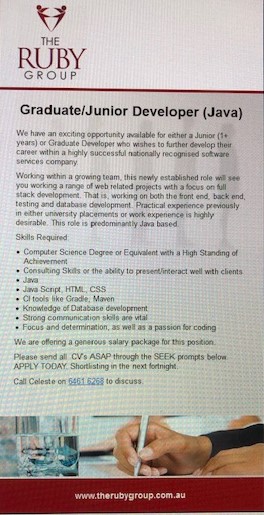 THE
RUBY
GROUP
Graduate/Junior Developer (Java)
We have an exciting opportunity available for either a Junior (1+
years) or Graduate Developer who wishes to further develop their
career within a highly successful nationally recognised software
services company.
Working within a growing team, this newly established role will see
you working a range of web related projects with a focus on full
stack development. That is, working on both the front end, back end,
testing and database development. Practical experience previously
in either university placements or work experience is highly
desirable. This role is predominantly Java based.
Skills Required
• Computer Science Degree or Equivalent with a High Standing of
Achievement
• Consulting Skills or the ability to present/interact well with clients
• Java
• Java Script, HTML, CSS
• CI tools like Gradle, Maven
• Knowledge of Database development
• Strong communication skills are vital
• Focus and determination, as well as a passion for coding
We are offering a generous salary package for this position.
Please send all CV's ASAP through the SEEK prompts below.
APPLY TODAY. Shortlisting in the next fortnight.
Call Celeste on 6461 6268 to discuss.
www.therubygroup.com.au